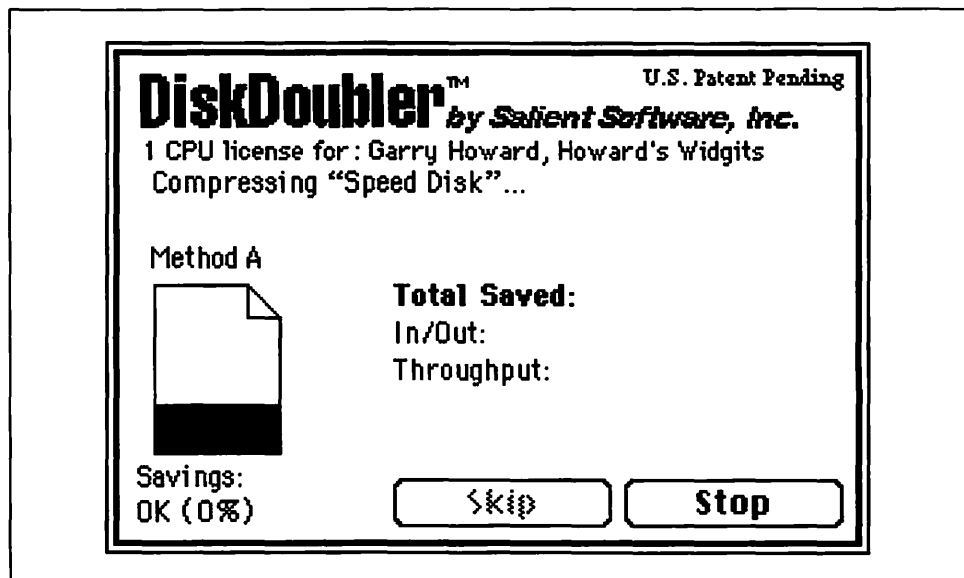 DiskDoubler™
U.S. Patent Pending
by Salient Software, Inc.
1 CPU license for: Garry Howard, Howard's Widgits
Compressing “Speed Disk”...
Method A
Total Saved:
In/Out:
Throughput:
Savings:
0K (0%)
Skip
Stop